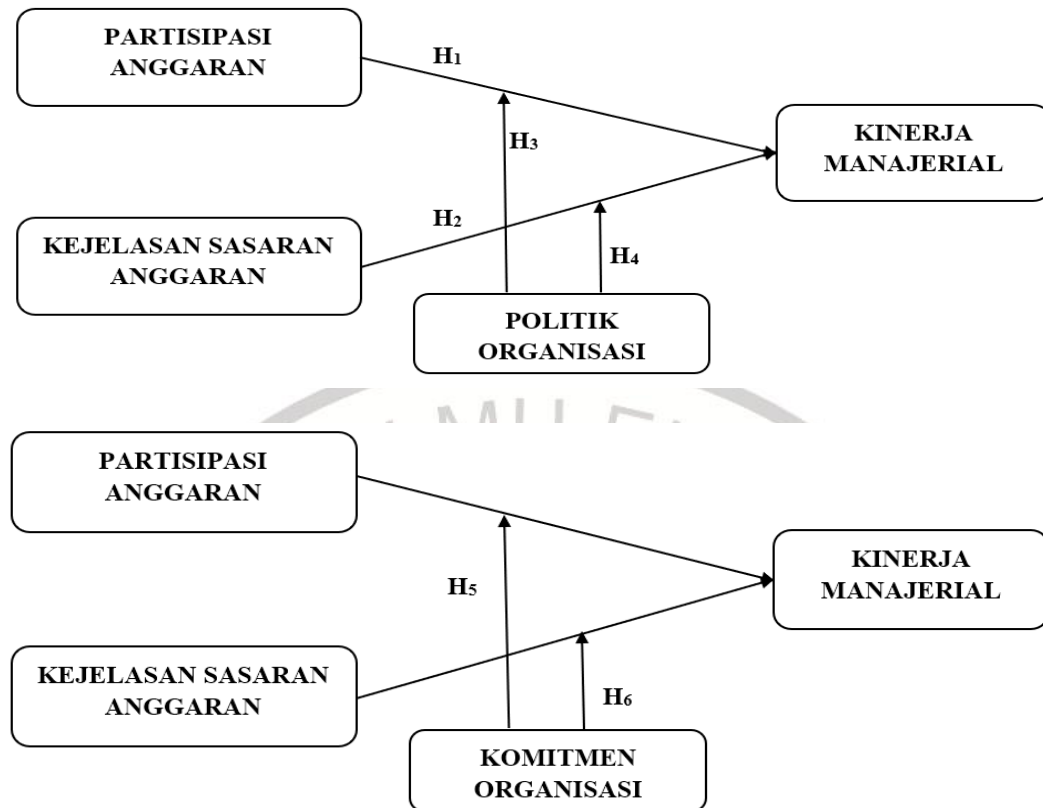 PARTISIPASI
ANGGARAN
H₁
KINERJA
MANAJERIAL
H₃
H₂
KEJELASAN SASARAN
ANGGARAN
H₄
POLITIK
ORGANISASI
PARTISIPASI
ANGGARAN
KINERJA
MANAJERIAL
H₅
KEJELASAN SASARAN
ANGGARAN
H₆
KOMITMEN
ORGANISASI